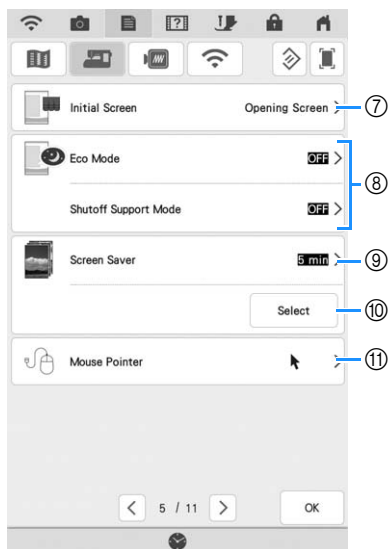 Initial Screen Opening Screen >
⑦
Eco Mode OFF >
⑧
Shutoff Support Mode OFF >
Screen Saver 5 min >
⑨
Select
⑩
Mouse Pointer >
⑪
< 5 / 11 > OK